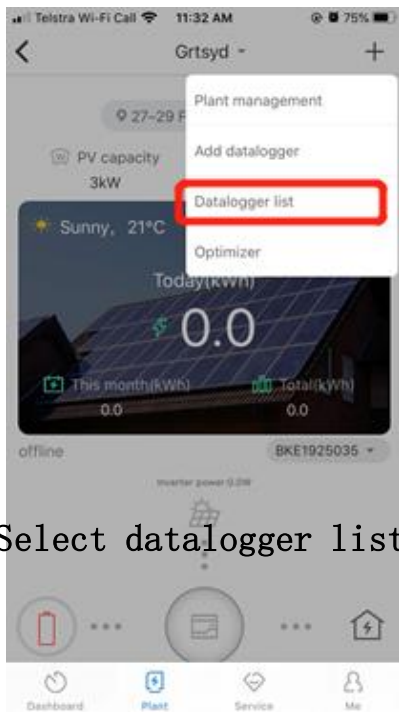 Telstra Wi-Fi Call 11:32 AM 75%
Grtsyd
27-29
Plant management
Add datalogger
Datalogger list
Optimizer
PV capacity
3kW
Sunny, 21°C
Today(kWh)
0.0
This month(kWh) Total(kWh)
0.0 0.0
offline BKE1925035
Inverter power:0.0W
Select datalogger list
Dashboard Plant Service Me